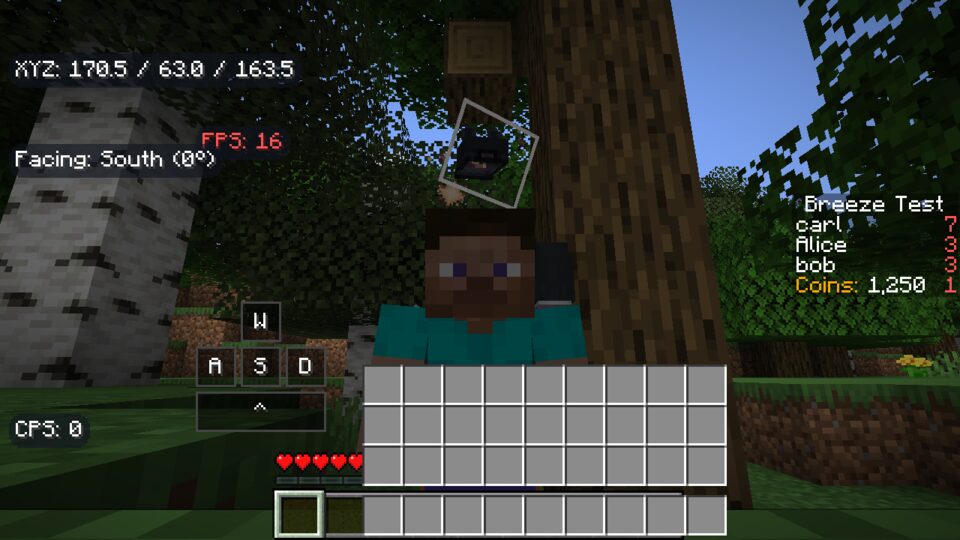 XYZ: 170.5 / 63.0 / 163.5
FPS: 16
Facing: South (0°)
Breeze Test
carl 7
Alice 3
bob 3
Coins: 1,250 1
W
A S D
^
CPS: 0